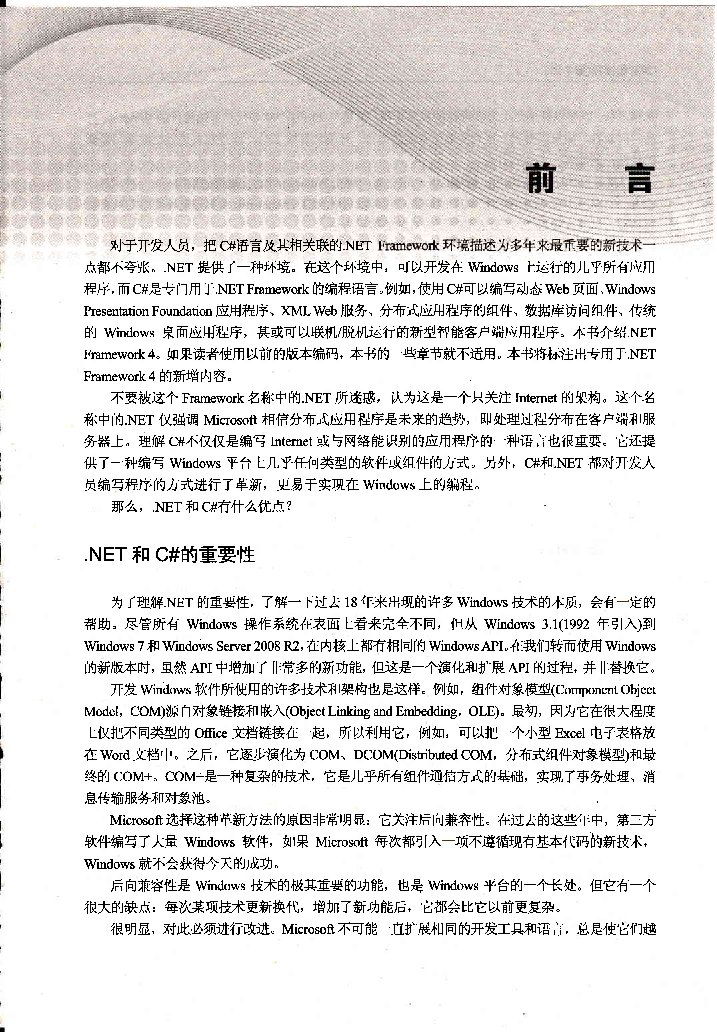 前 言
对于开发人员，把 C#语言及其相关联的.NET Framework 环境描述为多年来最重要的新技术一
点都不夸张。.NET 提供了一种环境。在这个环境中，可以开发在 Windows 上运行的几乎所有应用
程序，而 C#是专门用于.NET Framework 的编程语言。例如，使用 C#可以编写动态 Web 页面、Windows
Presentation Foundation 应用程序、XML Web 服务、分布式应用程序的组件、数据库访问组件、传统
的 Windows 桌面应用程序，甚或可以联机/脱机运行的新型智能客户端应用程序。本书介绍.NET
Framework 4。如果读者使用以前的版本编码，本书的一些章节就不适用。本书将标注出专用于.NET
Framework 4 的新增内容。
不要被这个 Framework 名称中的.NET 所迷惑，认为这是一个只关注 Internet 的架构。这个名
称中的.NET 仅强调 Microsoft 相信分布式应用程序是未来的趋势，即处理过程分布在客户端和服
务器上。理解 C#不仅仅是编写 Internet 或与网络能识别的应用程序的一种语言也很重要。它还提
供了一种编写 Windows 平台上几乎任何类型的软件或组件的方式。另外，C#和.NET 都对开发人
员编写程序的方式进行了革新，更易于实现在 Windows 上的编程。
那么，.NET 和 C#有什么优点？
.NET 和 C#的重要性
为了理解.NET 的重要性，了解一下过去 18 年来出现的许多 Windows 技术的本质，会有一定的
帮助。尽管所有 Windows 操作系统在表面上看来完全不同，但从 Windows 3.1(1992 年引入)到
Windows 7 和 Windows Server 2008 R2，在内核上都有相同的 Windows API。在我们转而使用 Windows
的新版本时，虽然 API 中增加了非常多的新功能，但这是一个演化和扩展 API 的过程，并非替换它。
开发 Windows 软件所使用的许多技术和架构也是这样。例如，组件对象模型(Component Object
Model，COM)源自对象链接和嵌入(Object Linking and Embedding，OLE)。最初，因为它在很大程度
上仅把不同类型的 Office 文档链接在一起，所以利用它，例如，可以把一个小型 Excel 电子表格放
在 Word 文档中。之后，它逐步演化为 COM、DCOM(Distributed COM，分布式组件对象模型)和最
终的 COM+。COM+是一种复杂的技术，它是几乎所有组件通信方式的基础，实现了事务处理、消
息传输服务和对象池。
Microsoft 选择这种革新方法的原因非常明显：它关注后向兼容性。在过去的这些年中，第三方
软件编写了大量 Windows 软件，如果 Microsoft 每次都引入一项不遵循现有基本代码的新技术，
Windows 就不会获得今天的成功。
后向兼容性是 Windows 技术的极其重要的功能，也是 Windows 平台的一个长处。但它有一个
很大的缺点：每次某项技术更新换代，增加了新功能后，它都会比它以前更复杂。
很明显，对此必须进行改进。Microsoft 不可能一直扩展相同的开发工具和语言，总是使它们越